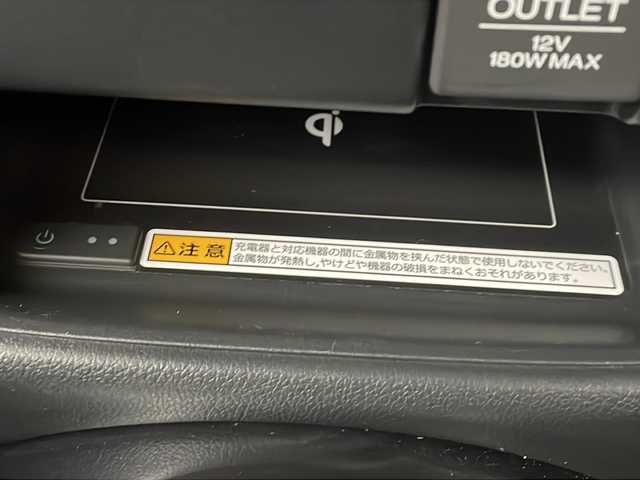 OUTLET
12V
180W MAX
qi
注意
充電器と対応機器の間に金属物を挟んだ状態で使用しないでください。
金属物が発熱し,やけどや機器の破損をまねくおそれがあります。